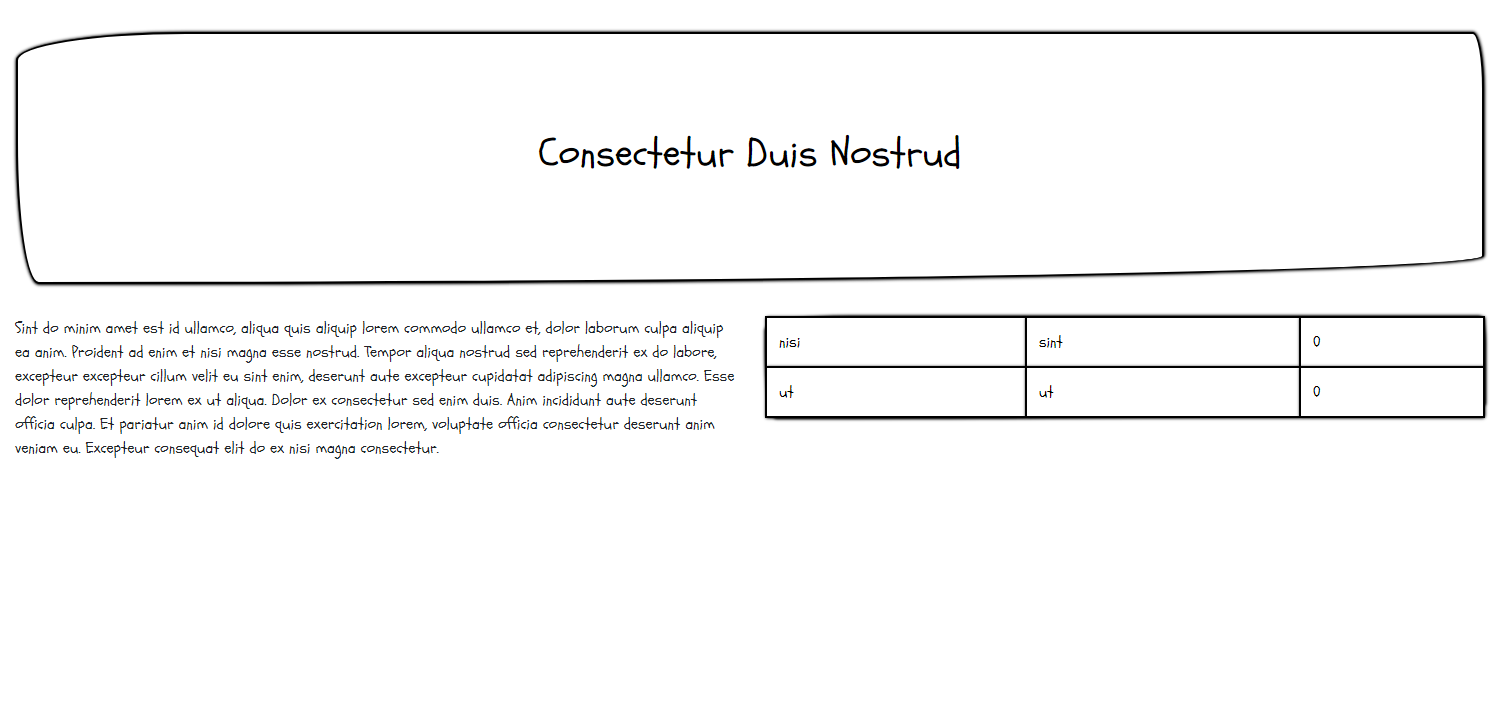 Consectetur Duis Nostrud
Sint do minim amet est id ullamco, aliqua quis aliquip lorem commodo ullamco et, dolor laborum culpa aliquip
ea anim. Proident ad enim et nisi magna esse nostrud. Tempor aliqua nostrud sed reprehenderit ex do labore,
excepteur excepteur cillum velit eu sint enim, deserunt aute excepteur cupidatat adipiscing magna ullamco. Esse
dolor reprehenderit lorem ex ut aliqua. Dolor ex consectetur sed enim duis. Anim incididunt aute deserunt
officia culpa. Et pariatur anim id dolore quis exercitation lorem, voluptate officia consectetur deserunt anim
veniam eu. Excepteur consequat elit do ex nisi magna consectetur.
nisi sint 0
ut ut 0